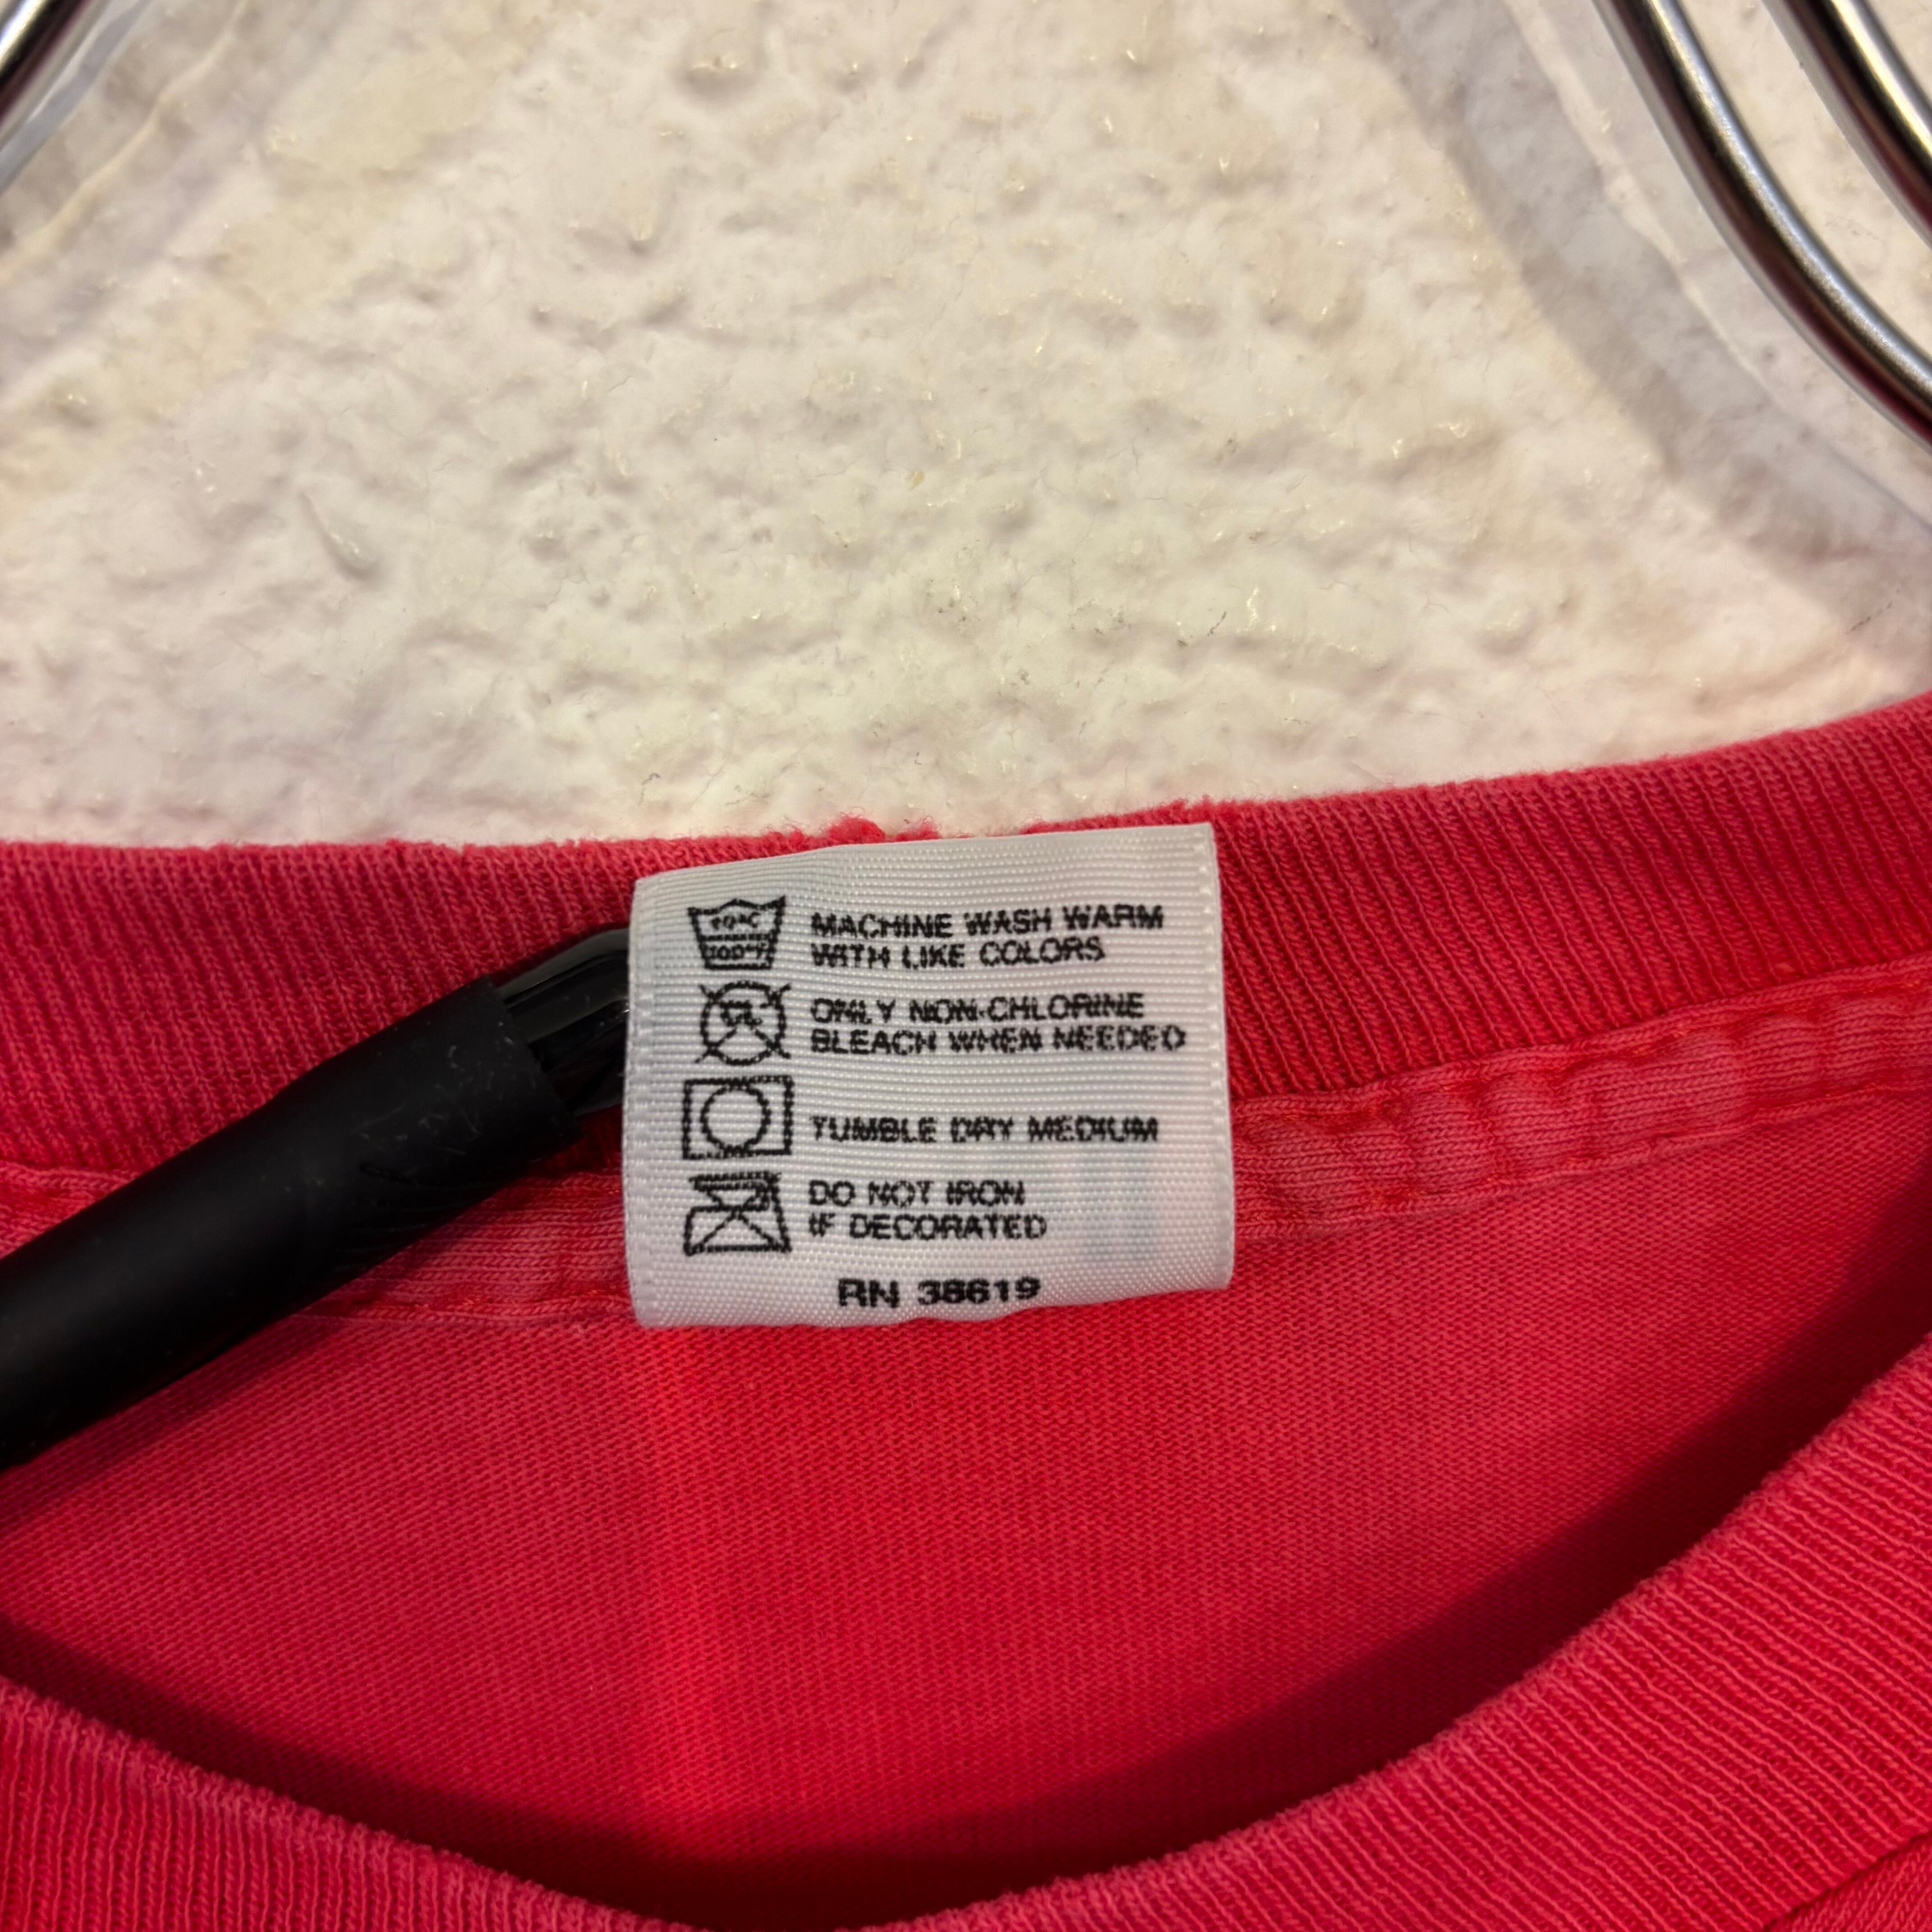 40°C
100°F
MACHINE WASH WARM
WITH LIKE COLORS
CL
ONLY NON-CHLORINE
BLEACH WHEN NEEDED
TUMBLE DRY MEDIUM
DO NOT IRON
IF DECORATED
RN 38619